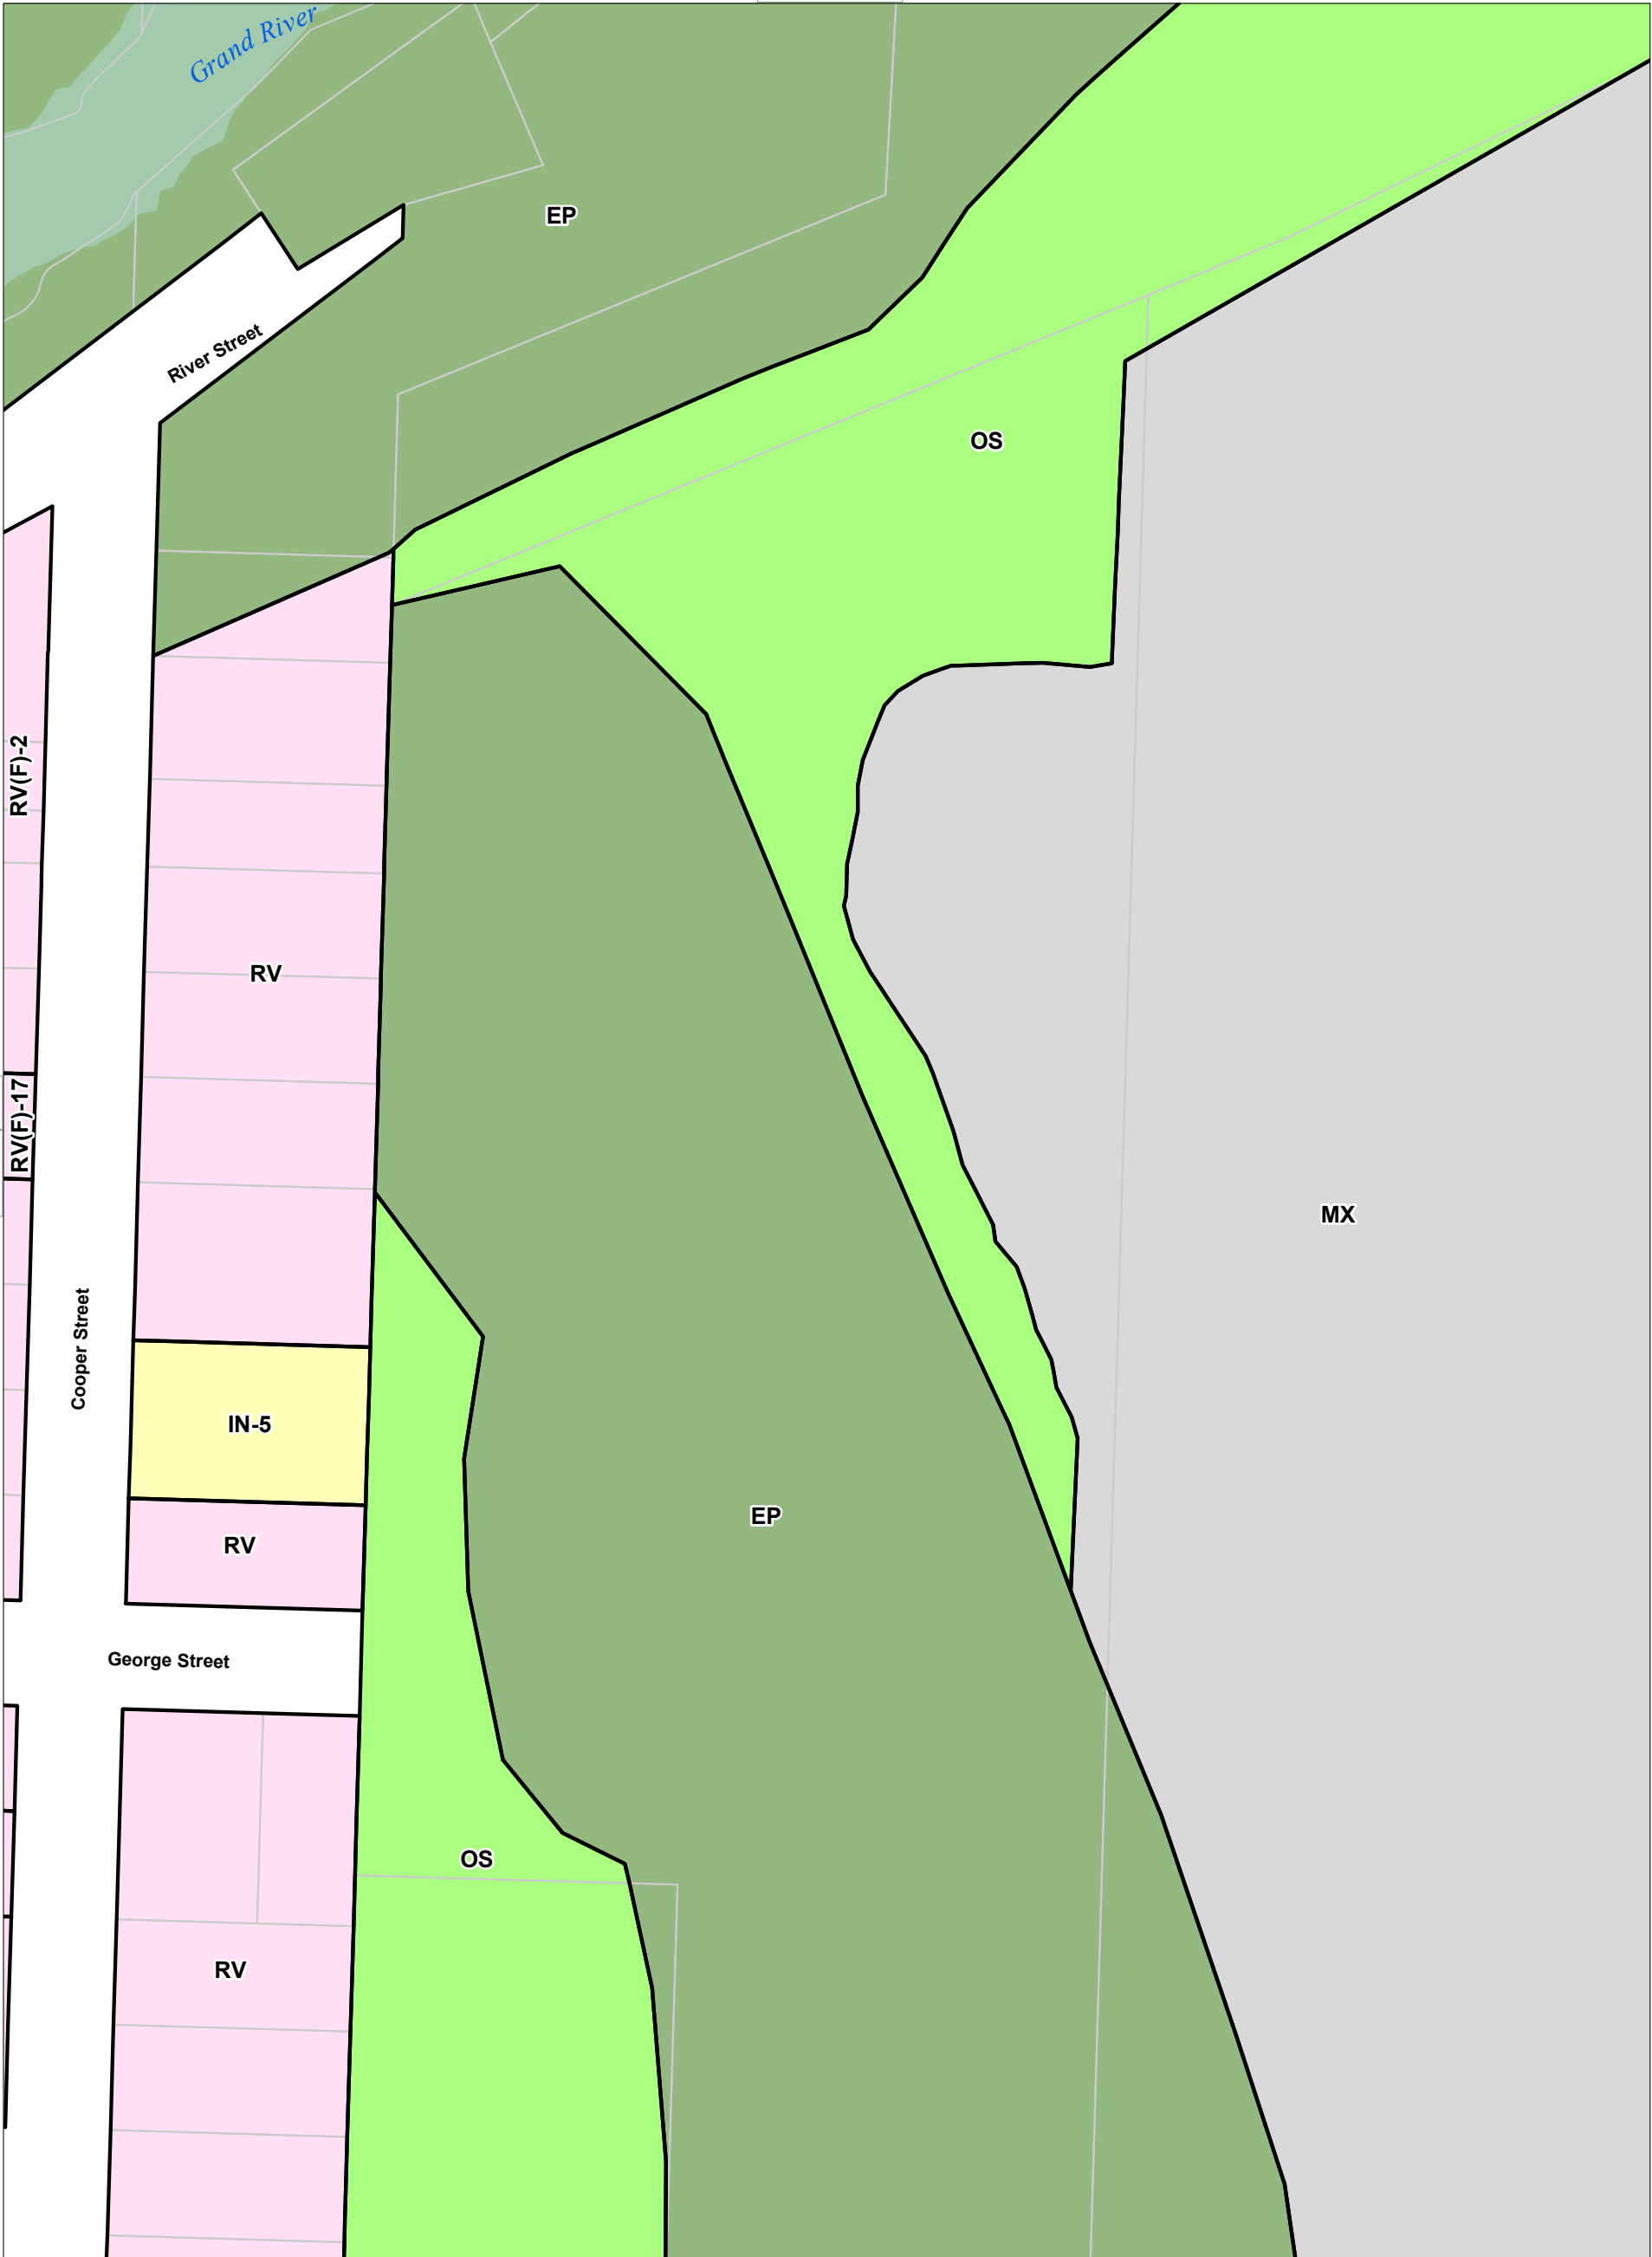 Grand River
EP
River Street
OS
RV(F)-2
RV
RV(F)-17
MX
Cooper Street
IN-5
EP
RV
George Street
OS
RV